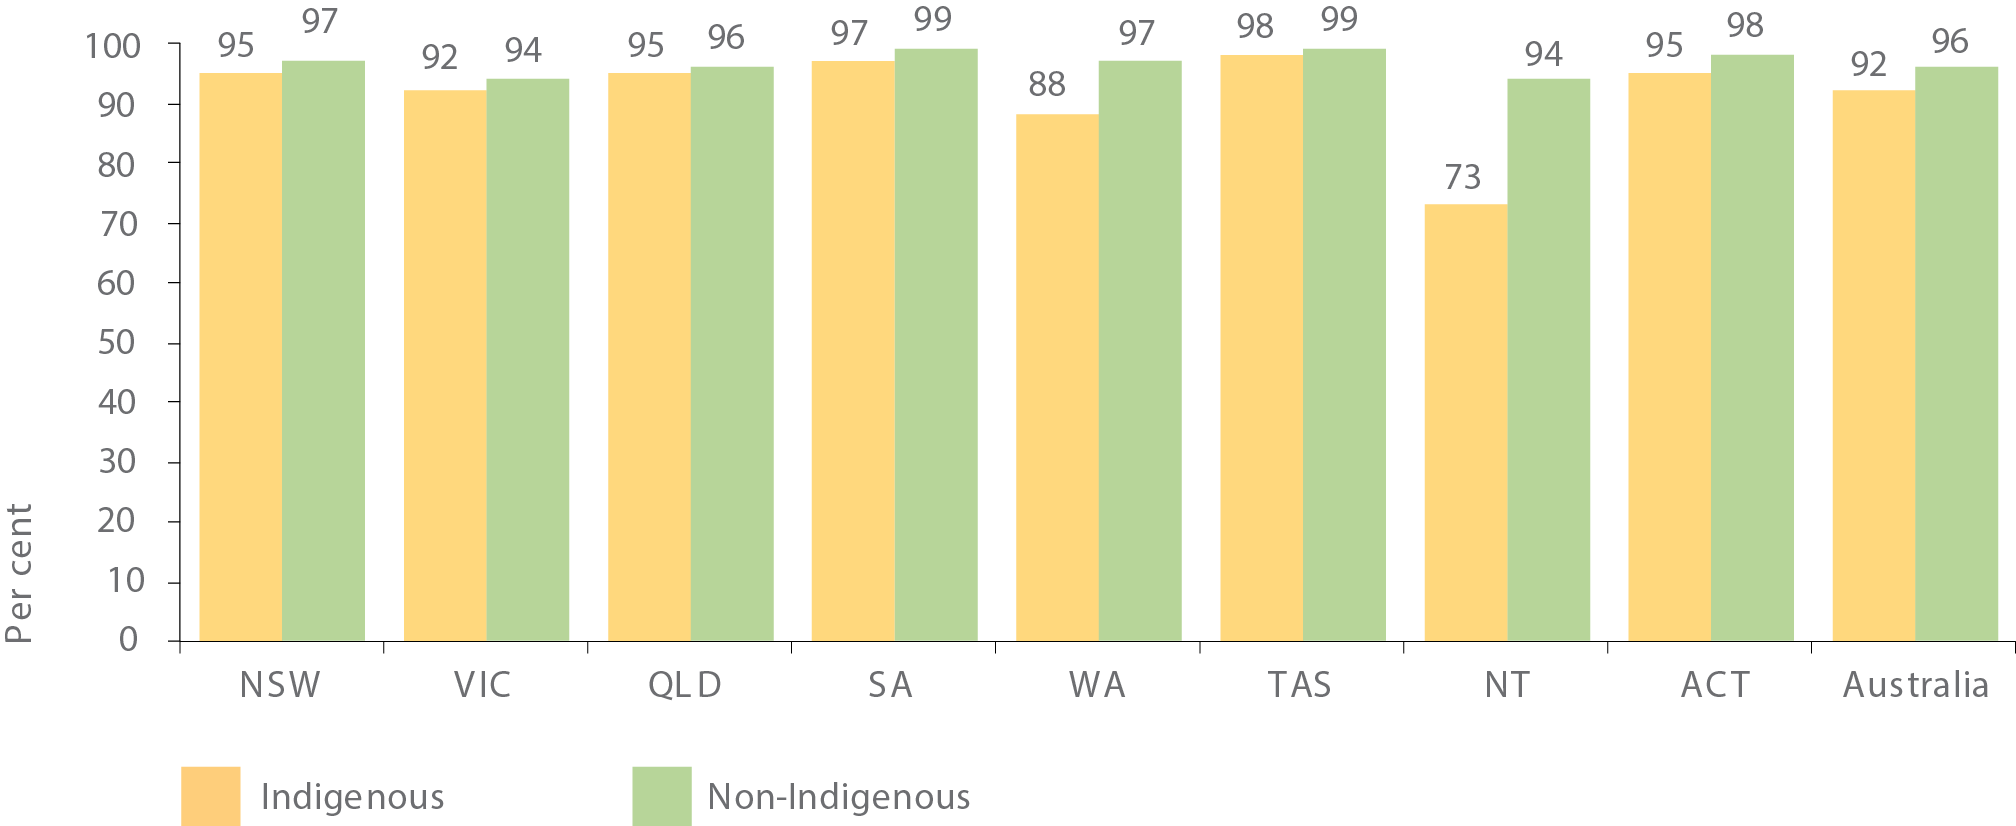 97 99 99 98
95 92 94 95 96 97 97 98 95 96
100 88 94 92
90
80 73
70
60
50
40
30
20
10
0
Per cent
NSW VIC QLD SA WA TAS NT ACT Australia
Indigenous Non-Indigenous